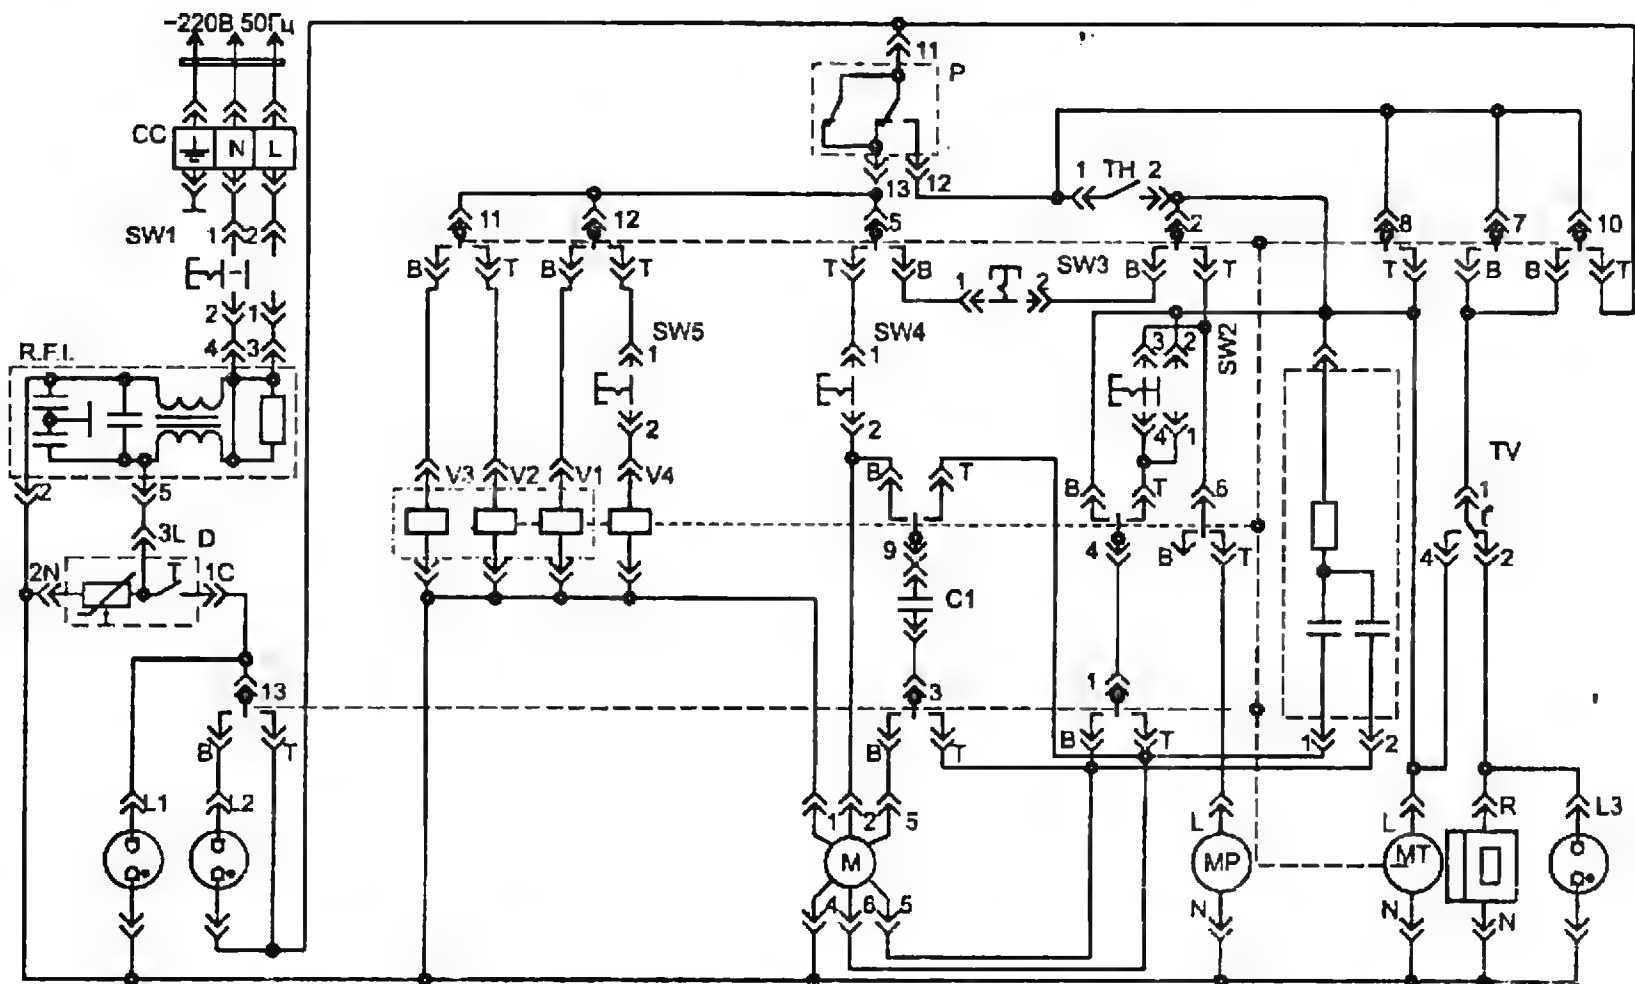 ~220В 50Гц
11
P
CC
N L
1 TH 2
13 12
SW1 1 2
11 12 5 2 8 7 10
B T B T T B SW3 B T T B B T
1 2
2 1
4 3
SW5 SW4 SW2
R.F.I.
1 1 3 2
2 2 4 1
TV
2 5
V3 V2 V1 V4
B T B T 6
1
3L D
9 4 B T 4 2
2N T 1C
C1
13 3 1
B T B T B T 1 2
L1 L2
1 2 5 L L R L3
M MP MT
4 6 5 N N N